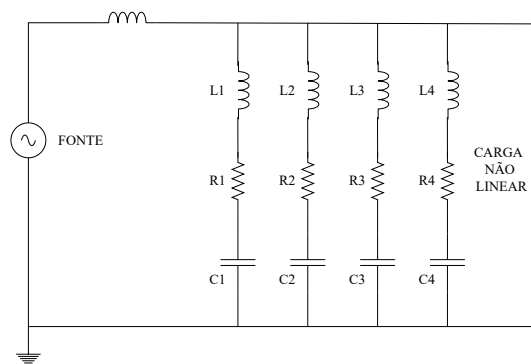 L1
L2
L3
L4
FONTE
CARGA
NÃO
LINEAR
R1
R2
R3
R4
C1
C2
C3
C4